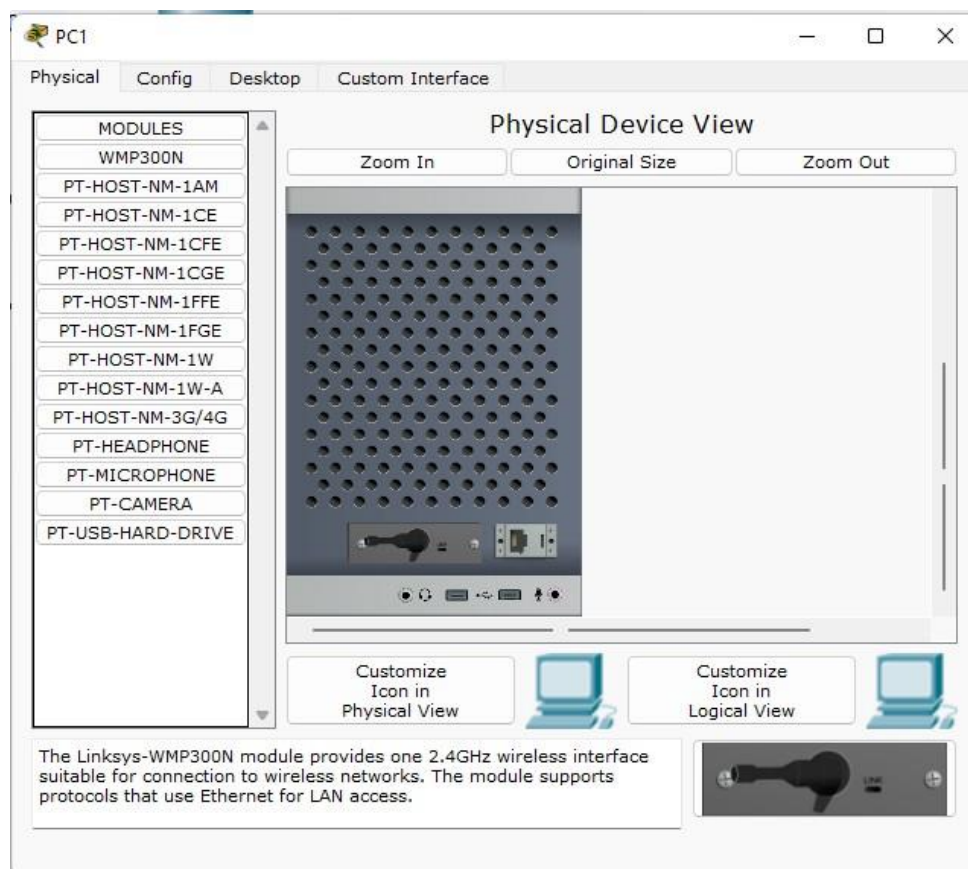 PC1
Physical Config Desktop Custom Interface
MODULES
WMP300N
PT-HOST-NM-1AM
PT-HOST-NM-1CE
PT-HOST-NM-1CFE
PT-HOST-NM-1CGE
PT-HOST-NM-1FFE
PT-HOST-NM-1FGE
PT-HOST-NM-1W
PT-HOST-NM-1W-A
PT-HOST-NM-3G/4G
PT-HEADPHONE
PT-MICROPHONE
PT-CAMERA
PT-USB-HARD-DRIVE
Physical Device View
Zoom In Original Size Zoom Out
Customize
Icon in
Physical View
Customize
Icon in
Logical View
The Linksys-WMP300N module provides one 2.4GHz wireless interface
suitable for connection to wireless networks. The module supports
protocols that use Ethernet for LAN access.
LINK